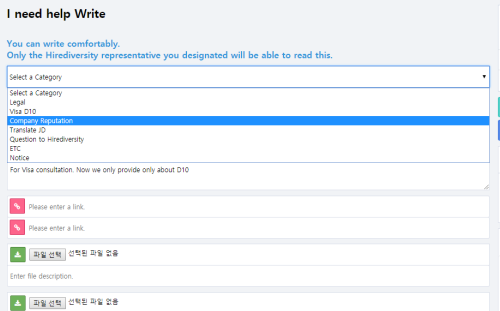 I need help Write
You can write comfortably.
Only the Hirediversity representative you designated will be able to read this.
Select a Category
Select a Category
Legal
Visa D10
Company Reputation
Translate JD
Question to Hirediversity
ETC
Notice
For Visa consultation. Now we only provide only about D10
Please enter a link.
Please enter a link.
파일 선택 선택된 파일 없음
Enter file description.
파일 선택 선택된 파일 없음